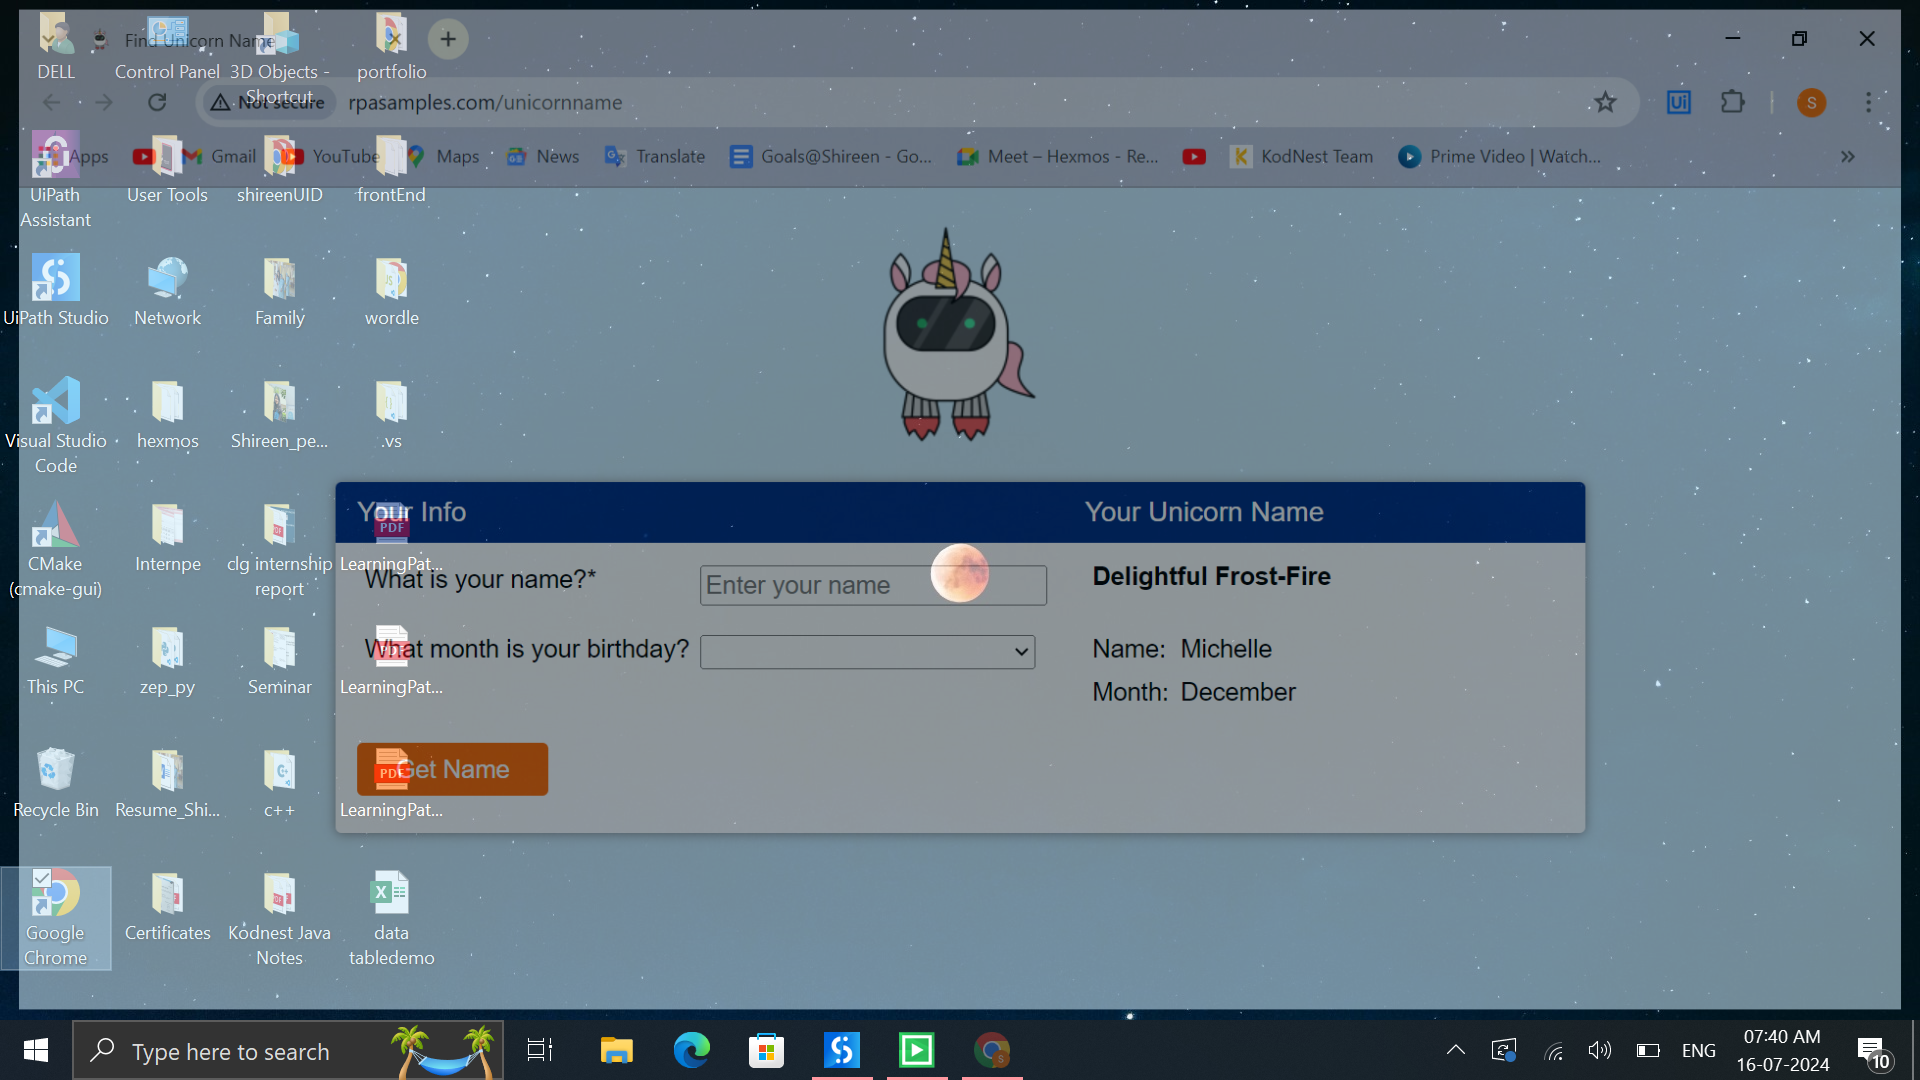 Find Unicorn Name
Not secure
rpasamples.com/unicornname
S
Ui
Apps
Gmail
YouTube
Maps
News
Translate
Goals@Shireen - Go...
Meet – Hexmos - Re...
KodNest Team
Prime Video | Watch...
DELL
Control Panel
3D Objects -
Shortcut
portfolio
UiPath
Assistant
User Tools
shireenUID
frontEnd
UiPath Studio
Network
Family
wordle
Visual Studio
Code
hexmos
Shireen_pe...
.vs
CMake
(cmake-gui)
Internpe
clg internship
report
PDF
LearningPat...
This PC
zep_py
Seminar
PDF
LearningPat...
Recycle Bin
Resume_Shi...
c++
PDF
LearningPat...
Google
Chrome
Certificates
Kodnest Java
Notes
data
tabledemo
Your Info
Your Unicorn Name
What is your name?*
Enter your name
Delightful Frost-Fire
What month is your birthday?
Name: Michelle
Month: December
Get Name
Type here to search
ENG
07:40 AM
16-07-2024
10